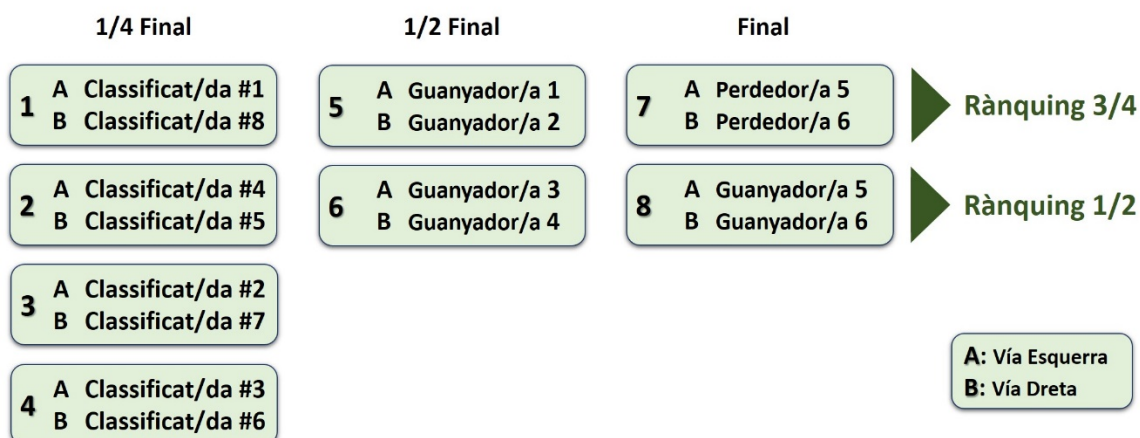 1/4 Final
1/2 Final
Final
1
A Classificat/da #1
B Classificat/da #8
5
A Guanyador/a 1
B Guanyador/a 2
7
A Perdedor/a 5
B Perdedor/a 6
Rànquing 3/4
2
A Classificat/da #4
B Classificat/da #5
6
A Guanyador/a 3
B Guanyador/a 4
8
A Guanyador/a 5
B Guanyador/a 6
Rànquing 1/2
3
A Classificat/da #2
B Classificat/da #7
4
A Classificat/da #3
B Classificat/da #6
A: Vía Esquerra
B: Vía Dreta